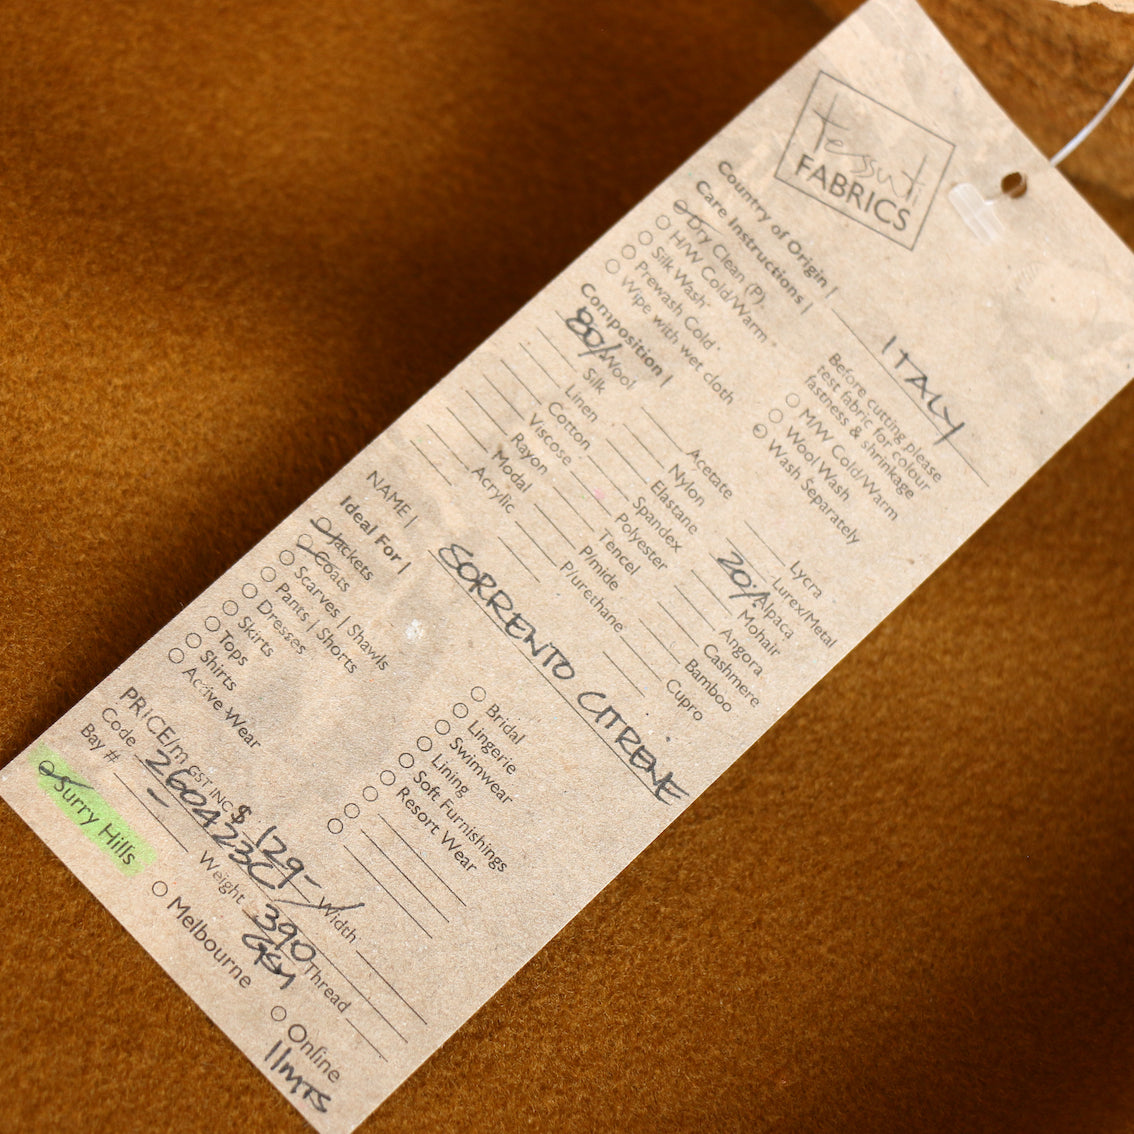 tessuti
FABRICS
Country of Origin | ITALY
Care Instructions |
Dry Clean (P)
H/W Cold/Warm
Silk Wash
Prewash Cold
Wipe with wet cloth
Before cutting please
test fabric for colour
fastness & shrinkage
M/W Cold/Warm
Wool Wash
Wash Separately
Composition |
80% Wool
Silk
Linen
Cotton
Viscose
Rayon
Modal
Acrylic
Acetate
Nylon
Elastane
Spandex
Polyester
Tencel
P/mide
P/urethane
Lycra
Lurex/Metal
20% Alpaca
Mohair
Angora
Cashmere
Bamboo
Cupro
NAME | SORRENTO CITRENE
Ideal For |
Jackets
Coats
Scarves | Shawls
Pants | Shorts
Dresses
Skirts
Tops
Shirts
Active Wear
Bridal
Lingerie
Swimwear
Lining
Soft Furnishings
Resort Wear
PRICE/m GST INC $ 129-
Code 2604223C Width
Bay # - Weight 390 GSM Thread
Surry Hills
Melbourne
Online
11MTS